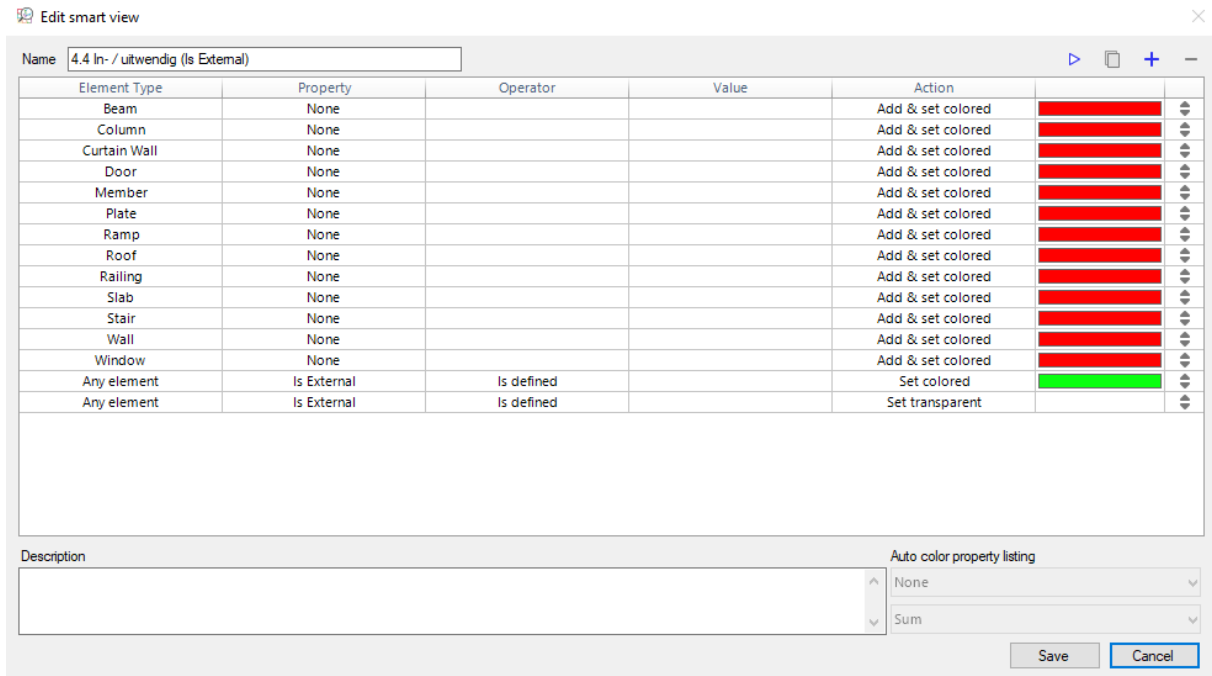 Edit smart view
Name 4.4 In- / uitwendig (Is External)
Element Type Property Operator Value Action
Beam None Add & set colored
Column None Add & set colored
Curtain Wall None Add & set colored
Door None Add & set colored
Member None Add & set colored
Plate None Add & set colored
Ramp None Add & set colored
Roof None Add & set colored
Railing None Add & set colored
Slab None Add & set colored
Stair None Add & set colored
Wall None Add & set colored
Window None Add & set colored
Any element Is External Is defined Set colored
Any element Is External Is defined Set transparent
Description Auto color property listing
None
Sum
Save Cancel